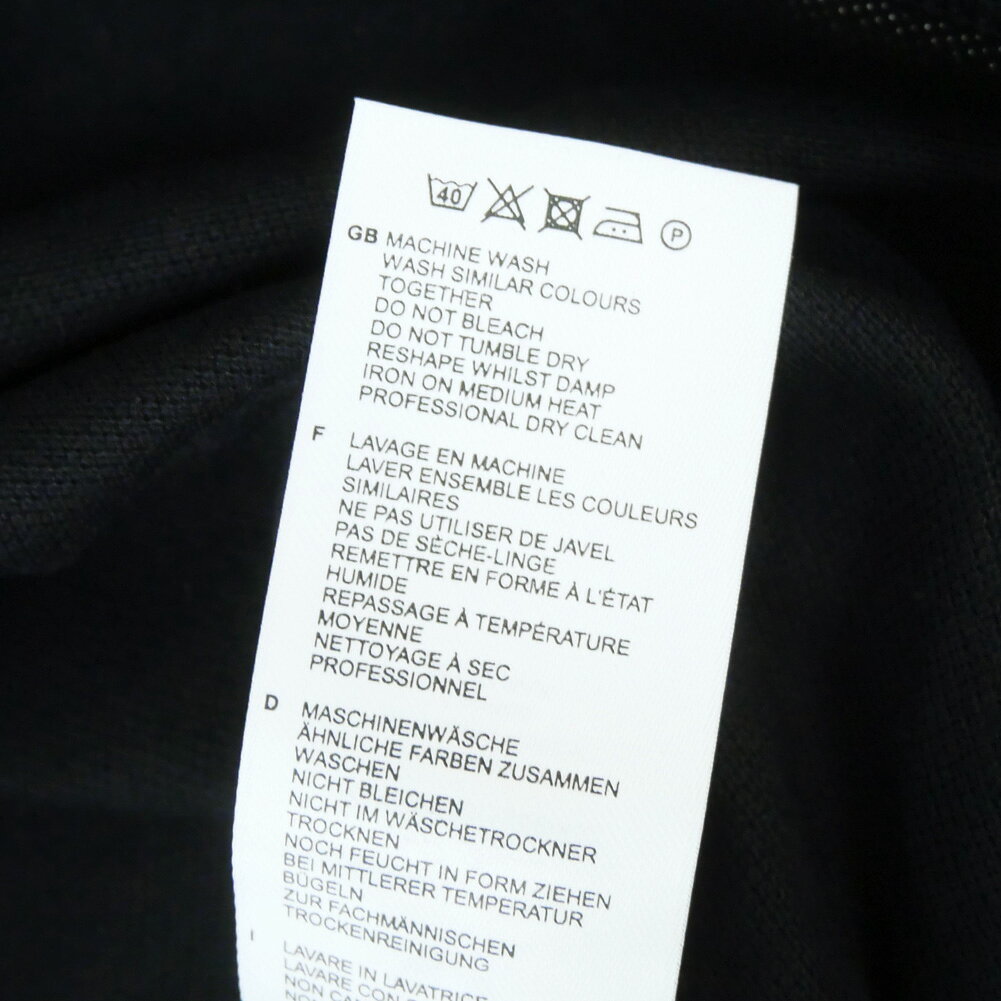 40 P
GB MACHINE WASH
WASH SIMILAR COLOURS
TOGETHER
DO NOT BLEACH
DO NOT TUMBLE DRY
RESHAPE WHILST DAMP
IRON ON MEDIUM HEAT
PROFESSIONAL DRY CLEAN
F LAVAGE EN MACHINE
LAVER ENSEMBLE LES COULEURS
SIMILAIRES
NE PAS UTILISER DE JAVEL
PAS DE SÈCHE-LINGE
REMETTRE EN FORME À L'ÉTAT
HUMIDE
REPASSAGE À TEMPÉRATURE
MOYENNE
NETTOYAGE À SEC
PROFESSIONNEL
D MASCHINENWÄSCHE
ÄHNLICHE FARBEN ZUSAMMEN
WASCHEN
NICHT BLEICHEN
NICHT IM WÄSCHETROCKNER
TROCKNEN
NOCH FEUCHT IN FORM ZIEHEN
BEI MITTLERER TEMPERATUR
BÜGELN
ZUR FACHMÄNNISCHEN
TROCKENREINIGUNG
I LAVARE IN LAVATRICE
LAVARE CON
NON
NON